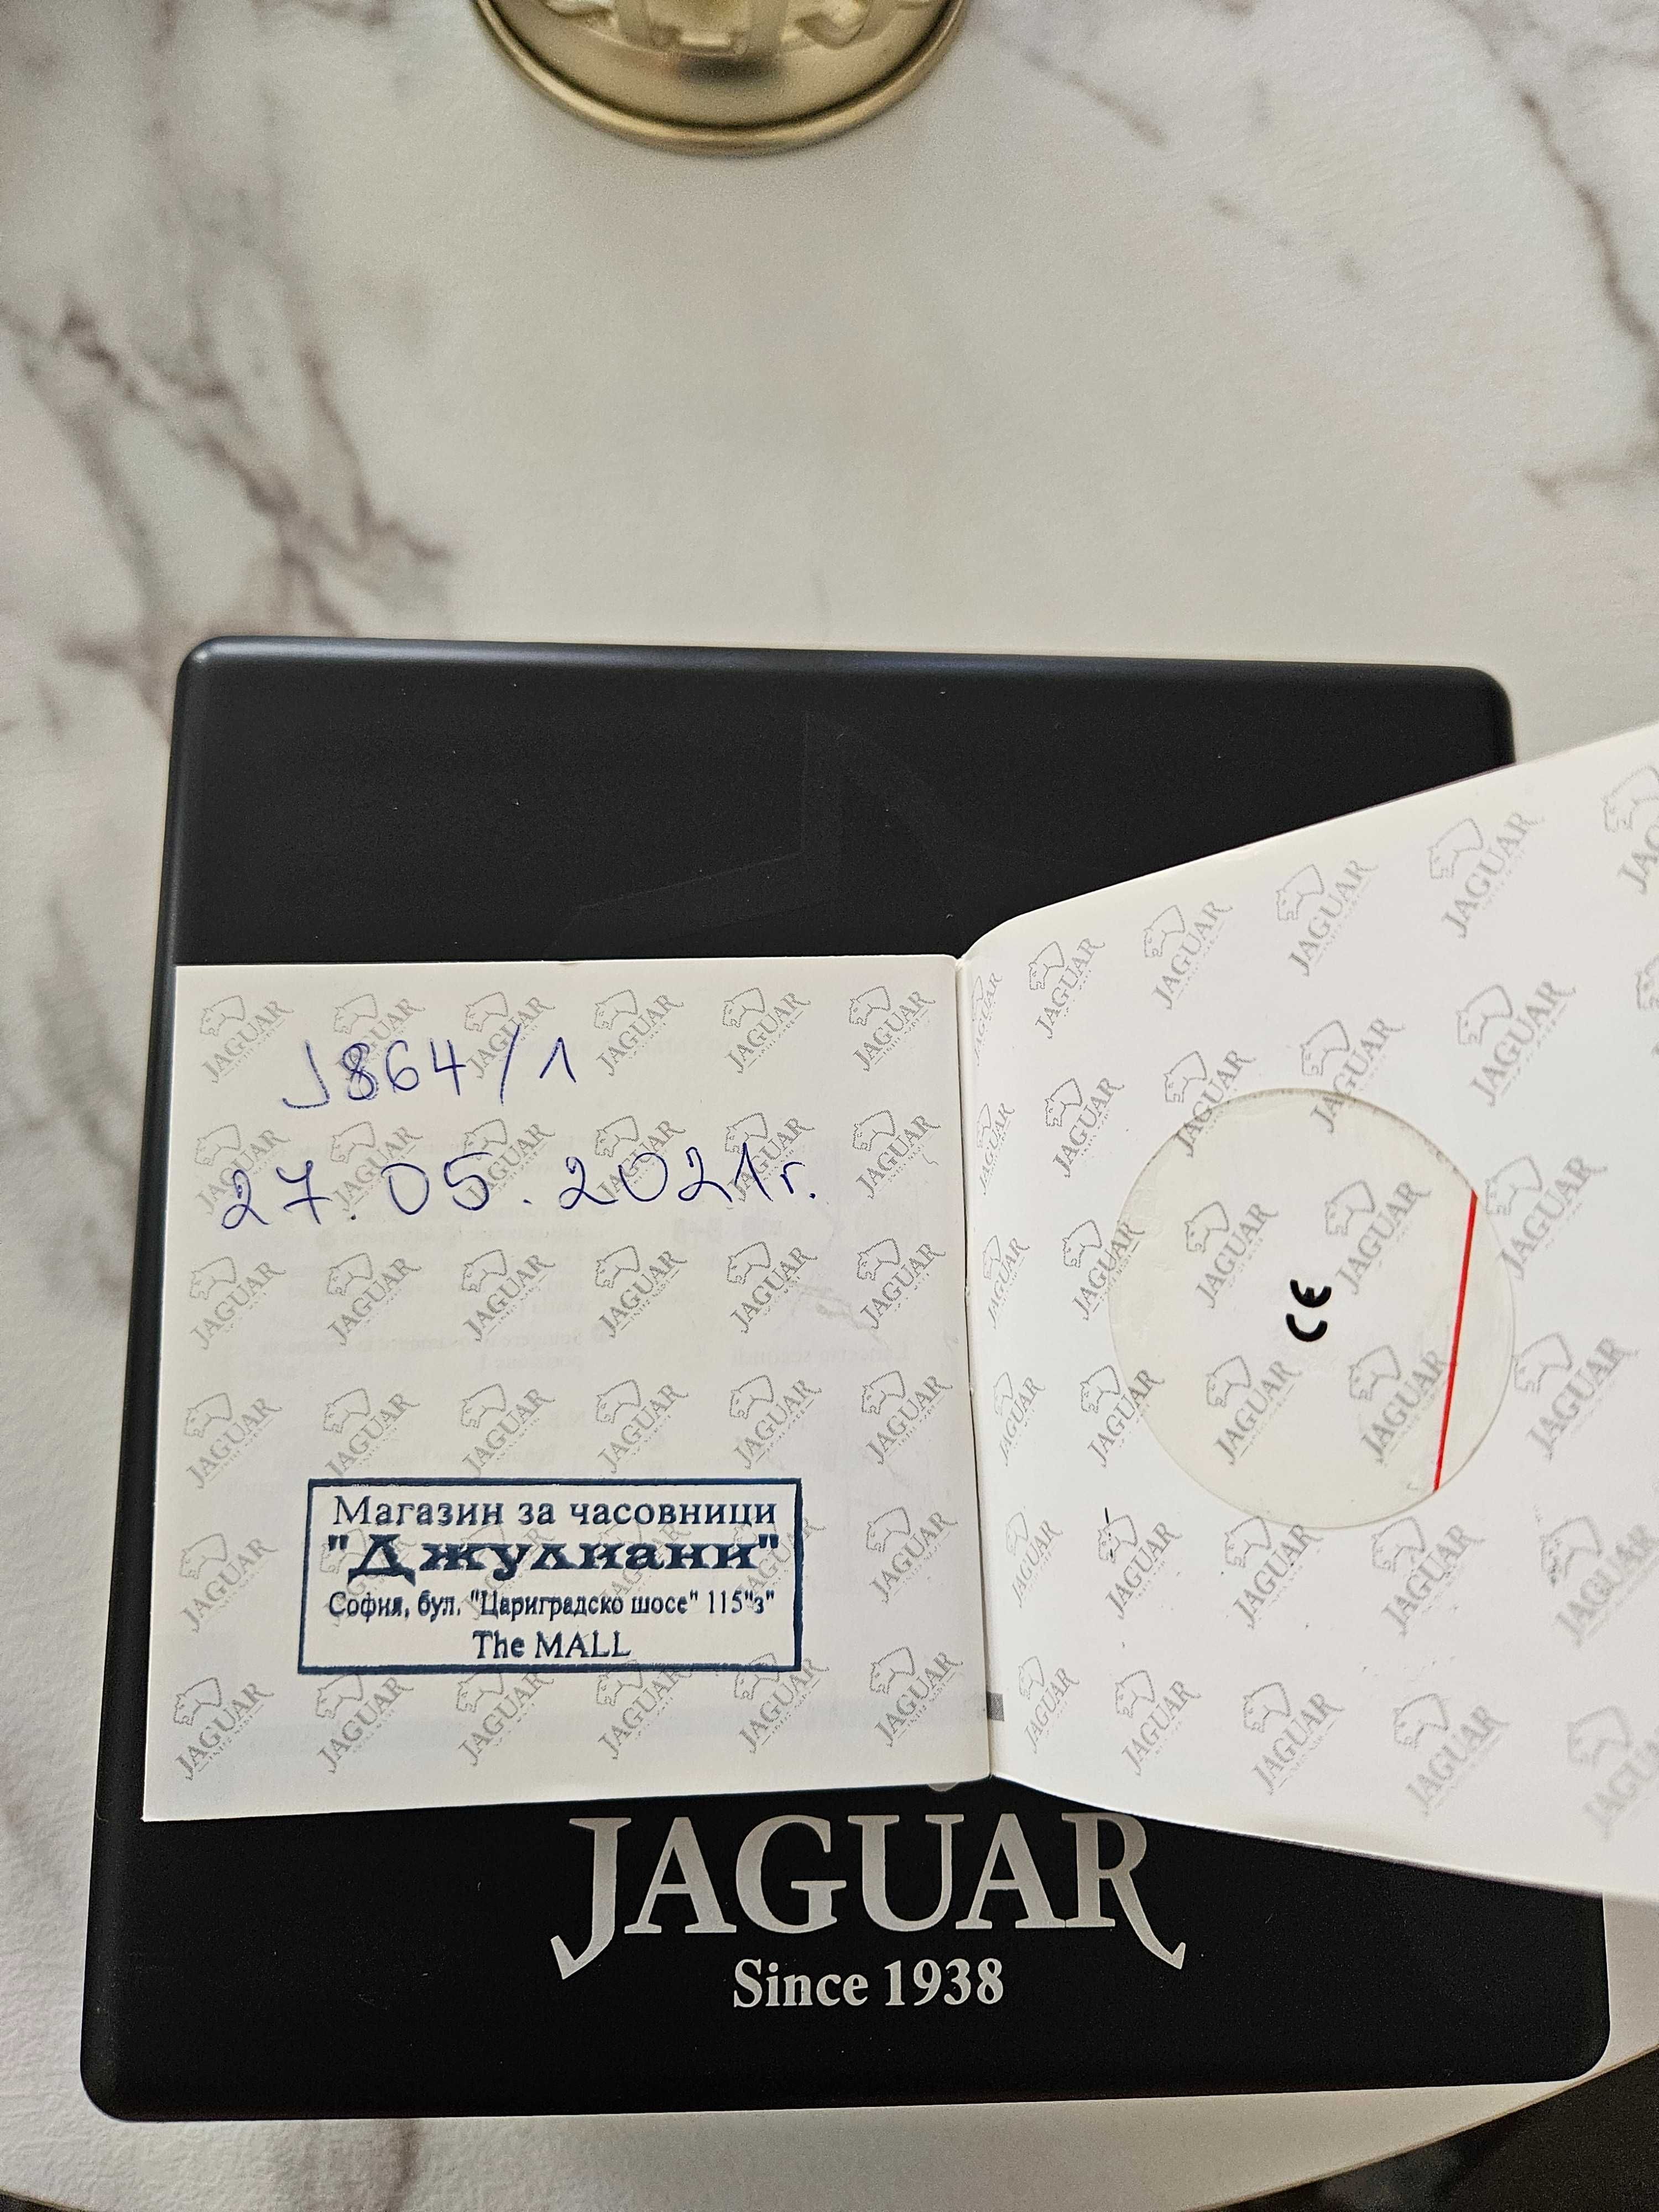 J864/1
27.05.2021г.
Магазин за часовници
"Джулиани"
София, бул. "Цариградско шосе" 115"з"
The MALL
CE
JAGUAR
Since 1938